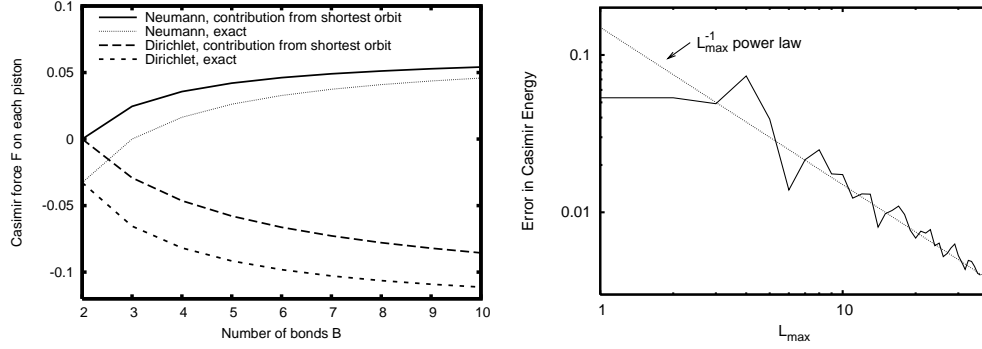 0.1
0.05
0
-0.05
-0.1
Casimir force F on each piston
Neumann, contribution from shortest orbit
Neumann, exact
Dirichlet, contribution from shortest orbit
Dirichlet, exact
2 3 4 5 6 7 8 9 10
Number of bonds B
0.1
0.01
Error in Casimir Energy
L_max^-1 power law
1 10
L_max